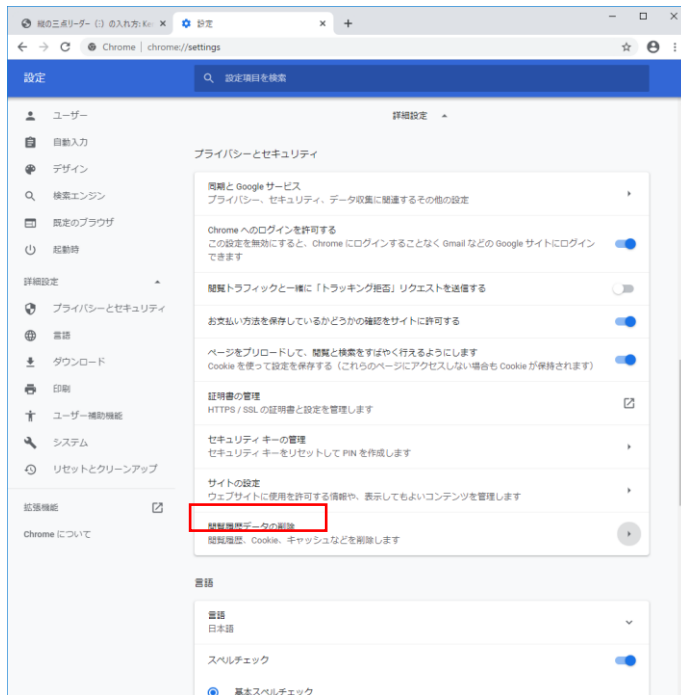 縦の三点リーダー(︙)の入れ方: Ke
設定
Chrome | chrome://settings
設定
設定項目を検索
ユーザー
自動入力
デザイン
検索エンジン
既定のブラウザ
起動時
詳細設定
プライバシーとセキュリティ
言語
ダウンロード
印刷
ユーザー補助機能
システム
リセットとクリーンアップ
拡張機能
Chrome について
詳細設定
プライバシーとセキュリティ
同期と Google サービス
プライバシー、セキュリティ、データ収集に関連するその他の設定
Chrome へのログインを許可する
この設定を無効にすると、Chrome にログインすることなく Gmail などの Google サイトにログイン
できます
閲覧トラフィックと一緒に「トラッキング拒否」リクエストを送信する
お支払い方法を保存しているかどうかの確認をサイトに許可する
ページをプリロードして、閲覧と検索をすばやく行えるようにします
Cookie を使って設定を保存する（これらのページにアクセスしない場合も Cookie が保持されます）
証明書の管理
HTTPS / SSL の証明書と設定を管理します
セキュリティ キーの管理
セキュリティ キーをリセットして PIN を作成します
サイトの設定
ウェブサイトに使用を許可する情報や、表示してもよいコンテンツを管理します
閲覧履歴データの削除
閲覧履歴、Cookie、キャッシュなどを削除します
言語
言語
日本語
スペルチェック
基本スペルチェック